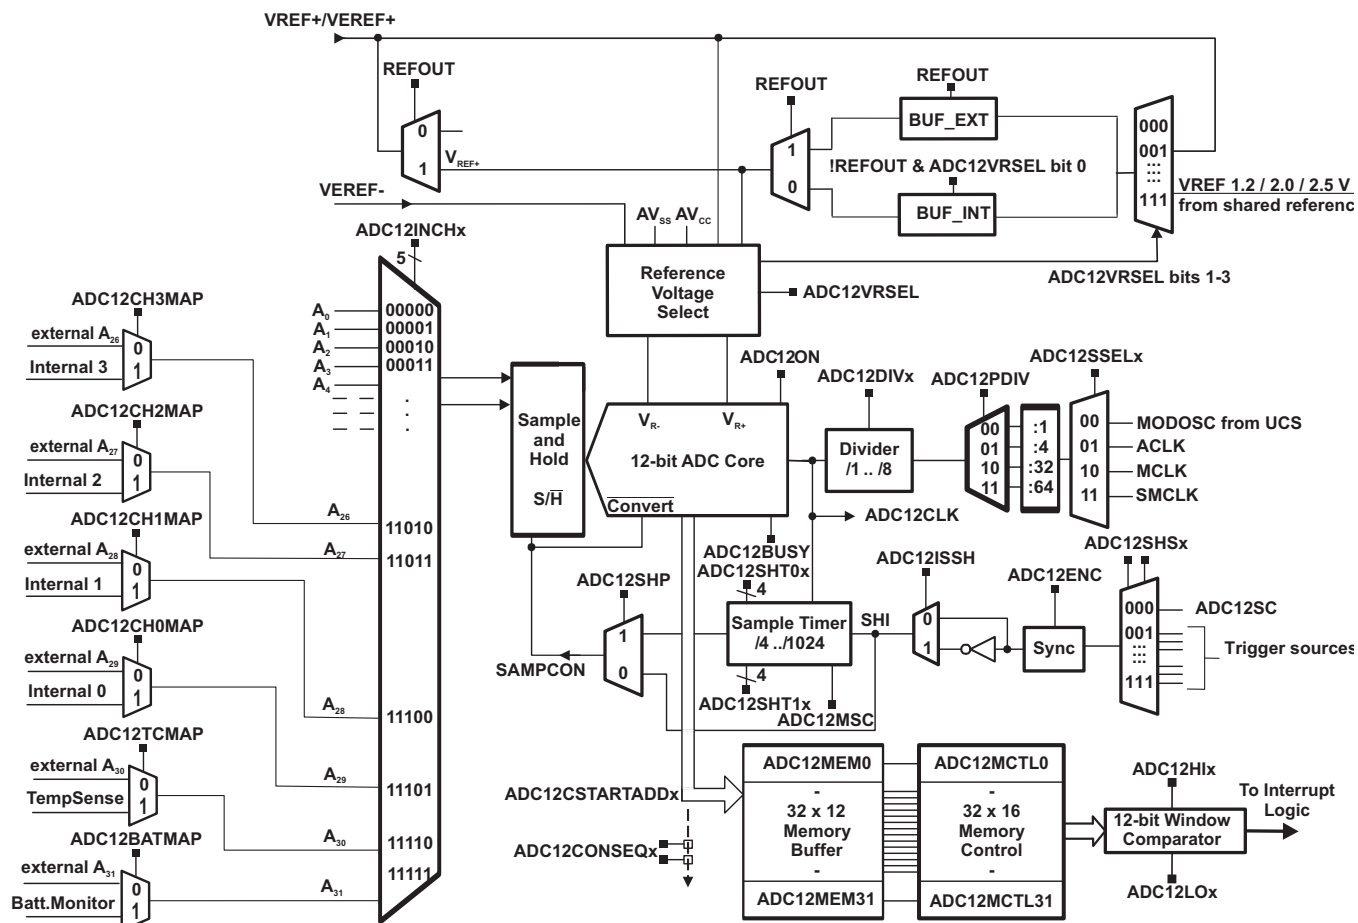 VREF+/VEREF+
REFOUT
0
1
V REF+
VEREF-
REFOUT
1
0
REFOUT
BUF_EXT
!REFOUT & ADC12VRSEL bit 0
BUF_INT
000
001
:::
:::
111
VREF 1.2 / 2.0 / 2.5 V
from shared referenc
ADC12VRSEL bits 1-3
AVSS AVCC
Reference
Voltage
Select
ADC12VRSEL
ADC12INCHx
5
A0 00000
A1 00001
A2 00010
A3 00011
A4 .
.
.
A26 11010
A27 11011
A28 11100
A29 11101
A30 11110
A31 11111
ADC12CH3MAP
external A26
Internal 3
0
1
ADC12CH2MAP
external A27
Internal 2
0
1
ADC12CH1MAP
external A28
Internal 1
0
1
ADC12CH0MAP
external A29
Internal 0
0
1
ADC12TCMAP
external A30
TempSense
0
1
ADC12BATMAP
external A31
Batt.Monitor
0
1
Sample
and
Hold
S/H
VR- VR+
12-bit ADC Core
Convert
ADC12ON
ADC12DIVx
Divider
/1 .. /8
ADC12PDIV
00
01
10
11
:1
:4
:32
:64
ADC12SSELx
00 MODOSC from UCS
01 ACLK
10 MCLK
11 SMCLK
ADC12CLK
ADC12BUSY
ADC12SHT0x
4
Sample Timer
/4 ../1024
4
ADC12SHT1x
ADC12MSC
ADC12SHP
1
0
SAMPCON
SHI
ADC12ISSH
0
1
ADC12ENC
Sync
ADC12SHSx
000 ADC12SC
001
:::
:::
111
Trigger sources
ADC12CSTARTADDx
ADC12CONSEQx
ADC12MEM0
-
32 x 12
Memory
Buffer
-
ADC12MEM31
ADC12MCTL0
-
32 x 16
Memory
Control
-
ADC12MCTL31
ADC12HIx
12-bit Window
Comparator
ADC12LOx
To Interrupt
Logic